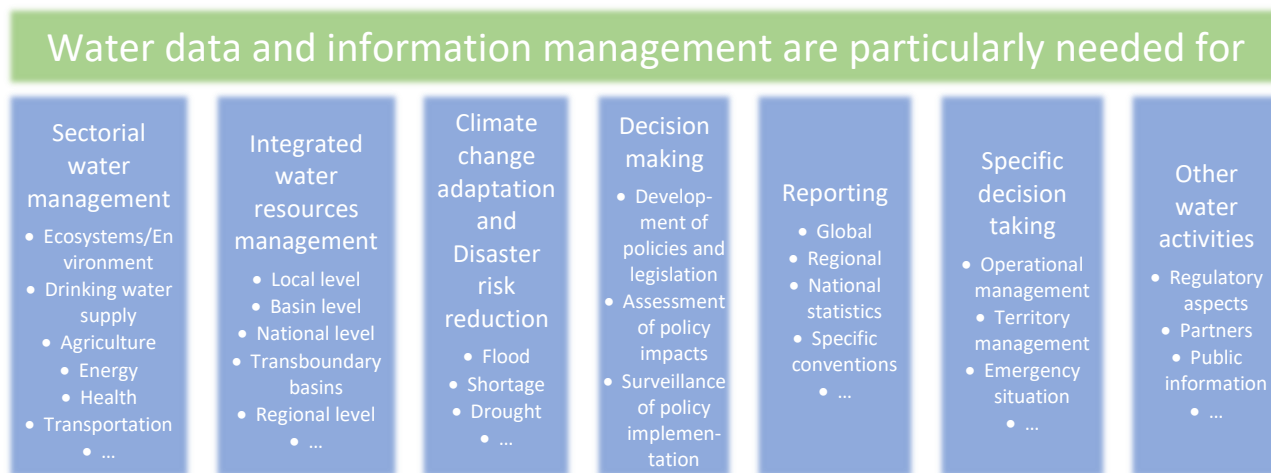 Water data and information management are particularly needed for
Sectorial
water
management
• Ecosystems/En
vironment
• Drinking water
supply
• Agriculture
• Energy
• Health
• Transportation
• ...
Integrated
water
resources
management
• Local level
• Basin level
• National level
• Transboundary
basins
• Regional level
• ...
Climate
change
adaptation
and
Disaster
risk
reduction
• Flood
• Shortage
• Drought
• ...
Decision
making
• Develop-
ment of
policies and
legislation
• Assessment
of policy
impacts
• Surveillance
of policy
implemen-
tation
Reporting
• Global
• Regional
• National
statistics
• Specific
conventions
• ...
Specific
decision
taking
• Operational
management
• Territory
management
• Emergency
situation
• ...
Other
water
activities
• Regulatory
aspects
• Partners
• Public
information
• ...